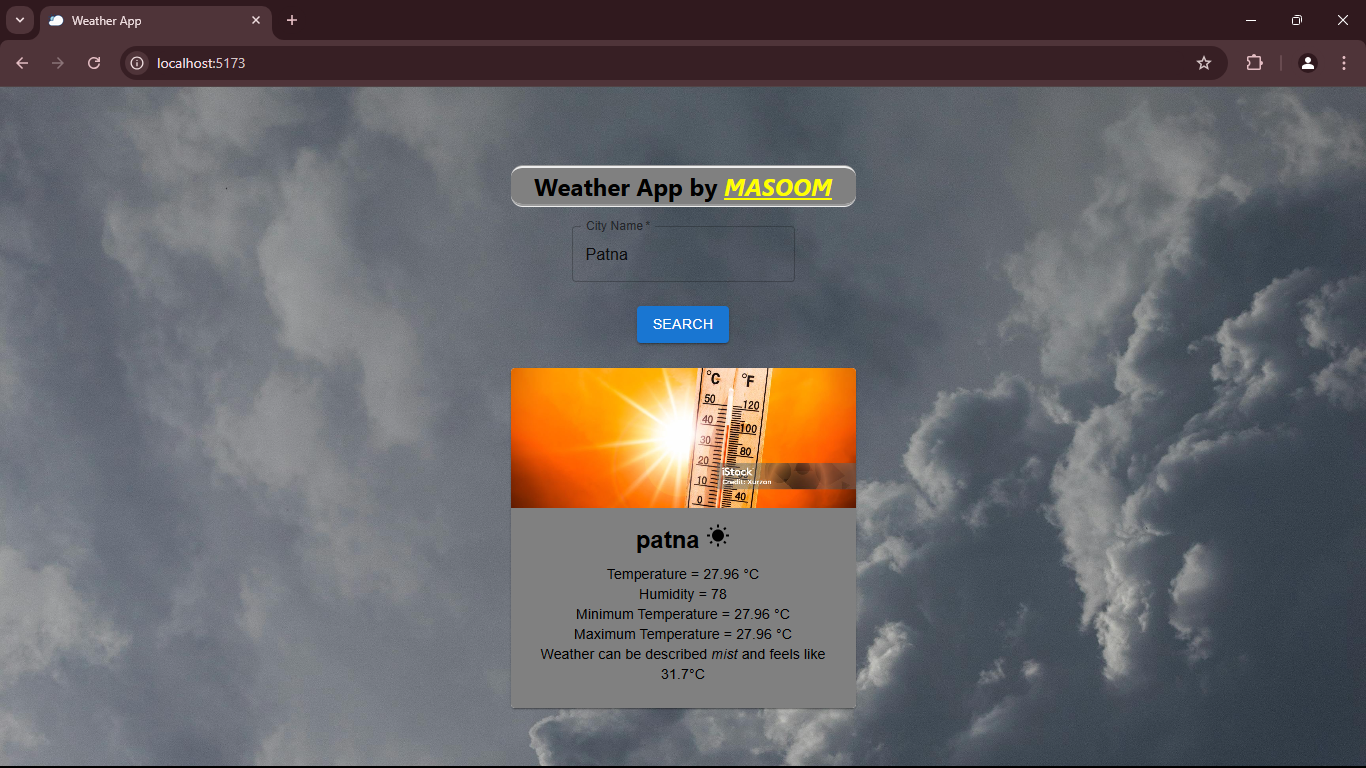 Weather App
localhost:5173
Weather App by MASOOM
City Name *
Patna
SEARCH
°C °F
50 120
40 100
30 80
20
10 40
0
iStock
Credit: Xurzon
patna
Temperature = 27.96 °C
Humidity = 78
Minimum Temperature = 27.96 °C
Maximum Temperature = 27.96 °C
Weather can be described mist and feels like
31.7°C